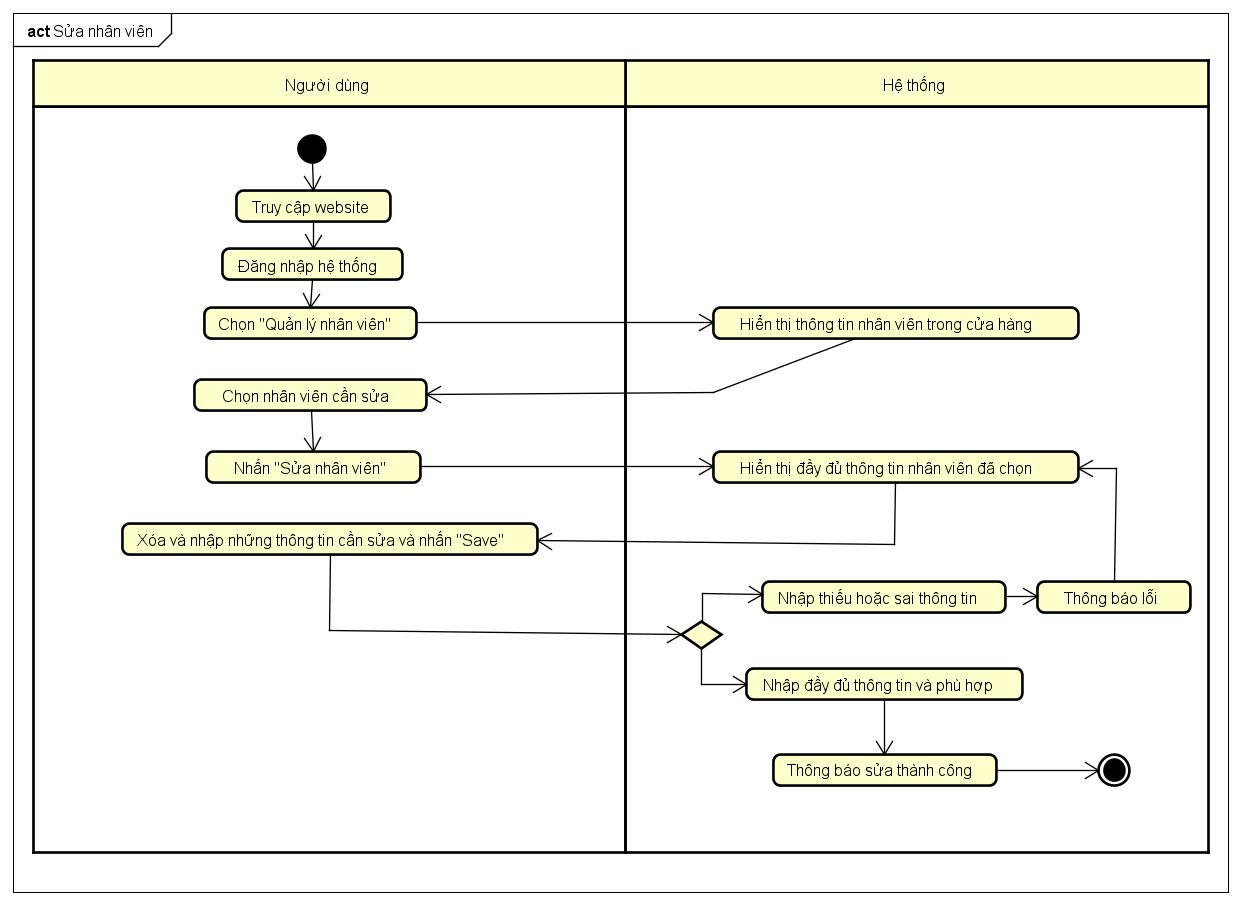 act Sửa nhân viên
Người dùng
Hệ thống
Truy cập website
Đăng nhập hệ thống
Chọn "Quản lý nhân viên"
Hiển thị thông tin nhân viên trong cửa hàng
Chọn nhân viên cần sửa
Nhấn "Sửa nhân viên"
Hiển thị đầy đủ thông tin nhân viên đã chọn
Xóa và nhập những thông tin cần sửa và nhấn "Save"
Nhập thiếu hoặc sai thông tin
Thông báo lỗi
Nhập đầy đủ thông tin và phù hợp
Thông báo sửa thành công